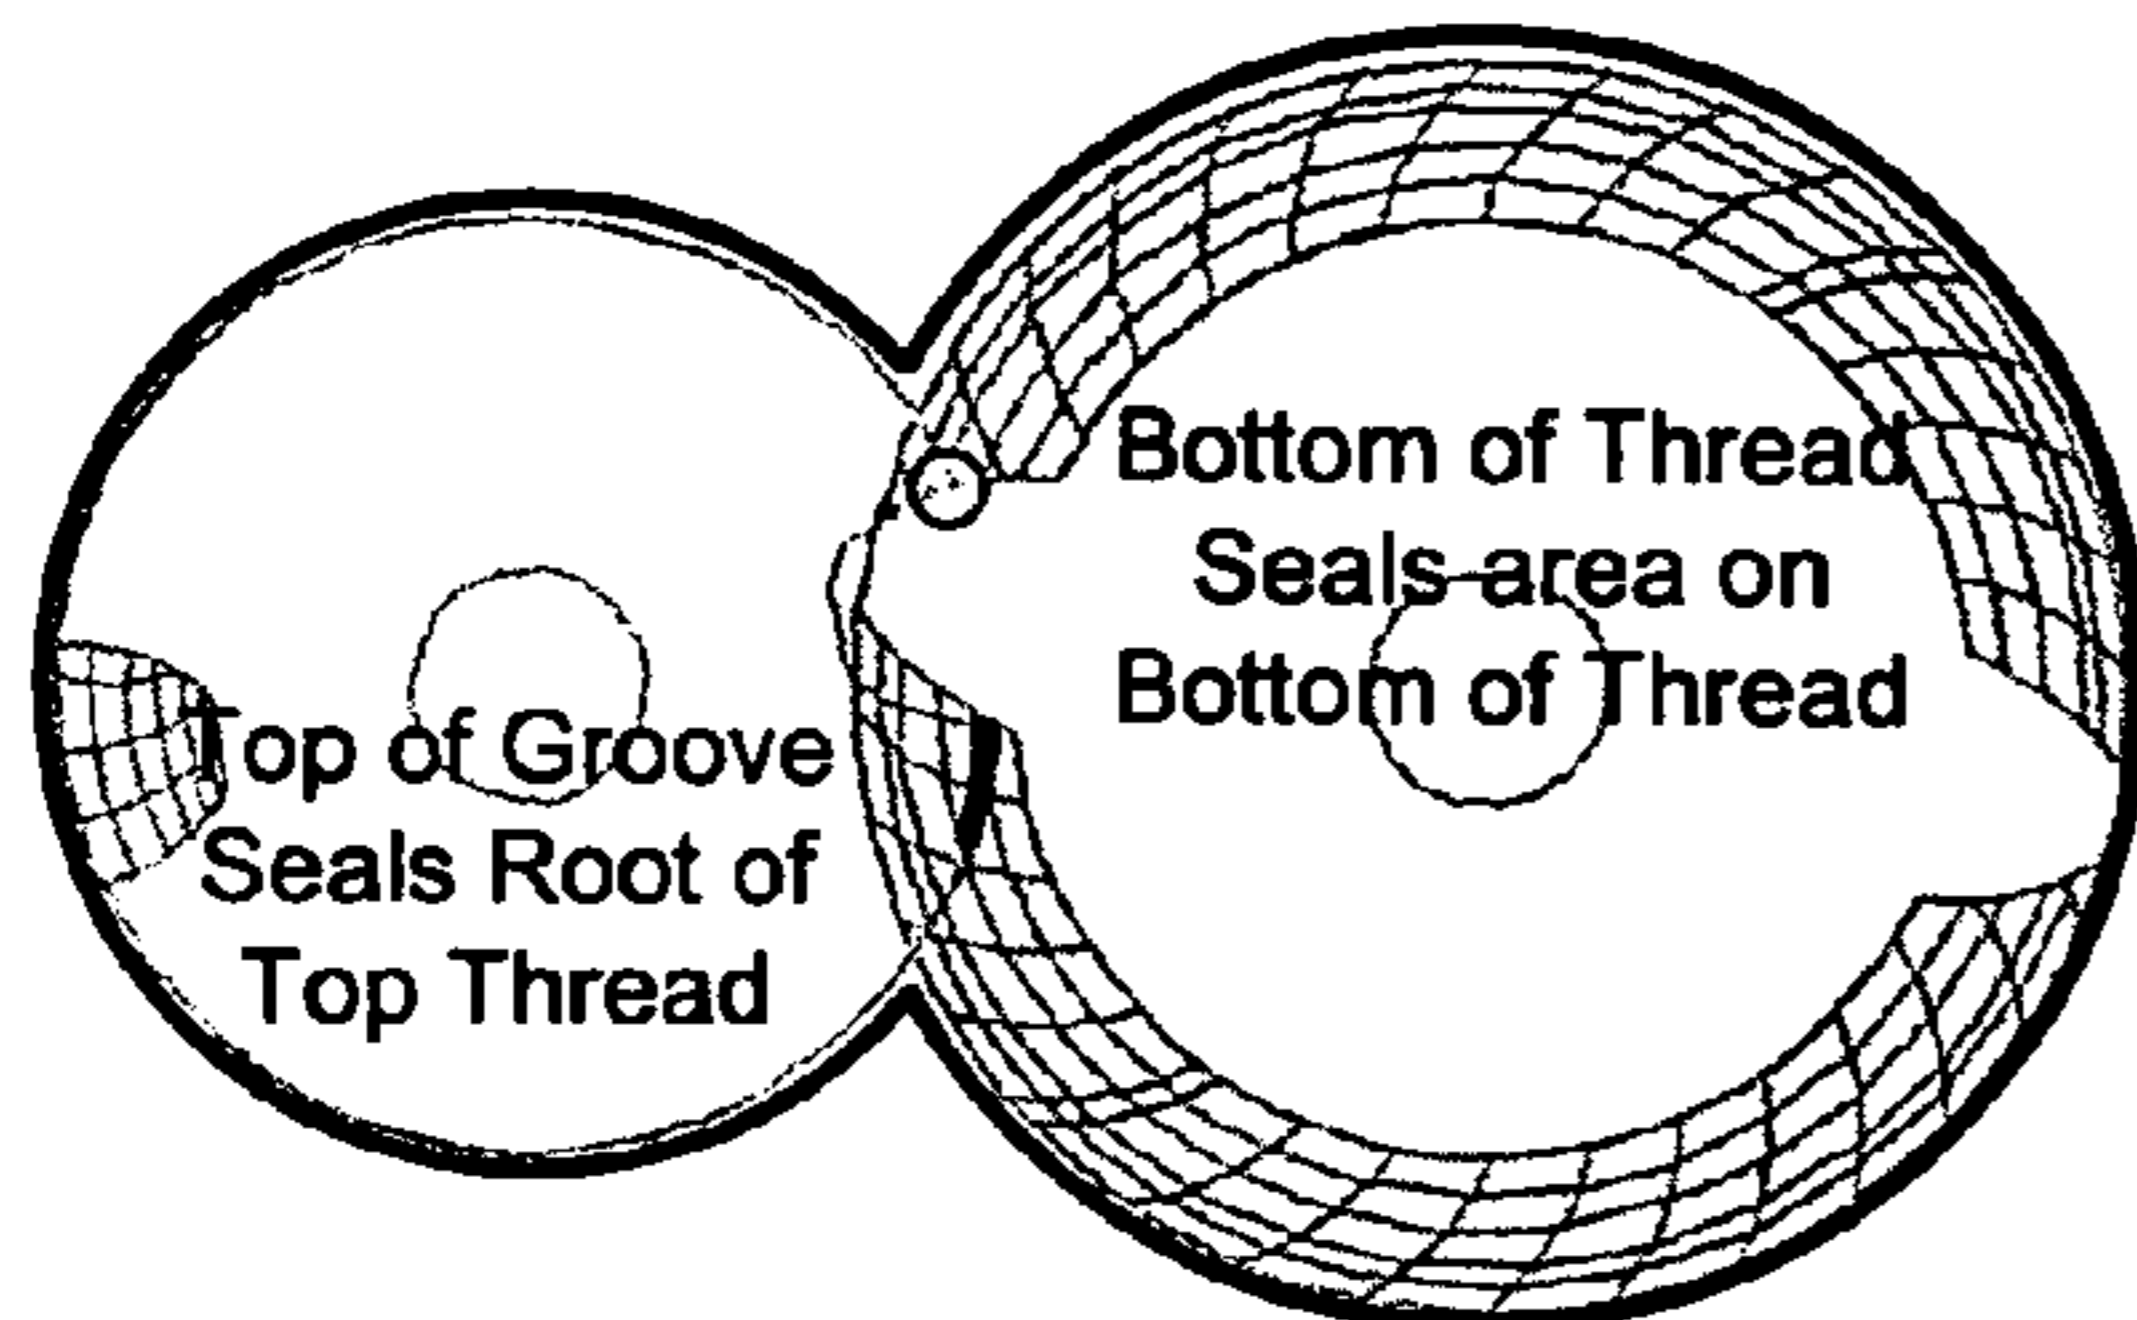 Bottom of Thread
Seals area on
Bottom of Thread
Top of Groove
Seals Root of
Top Thread